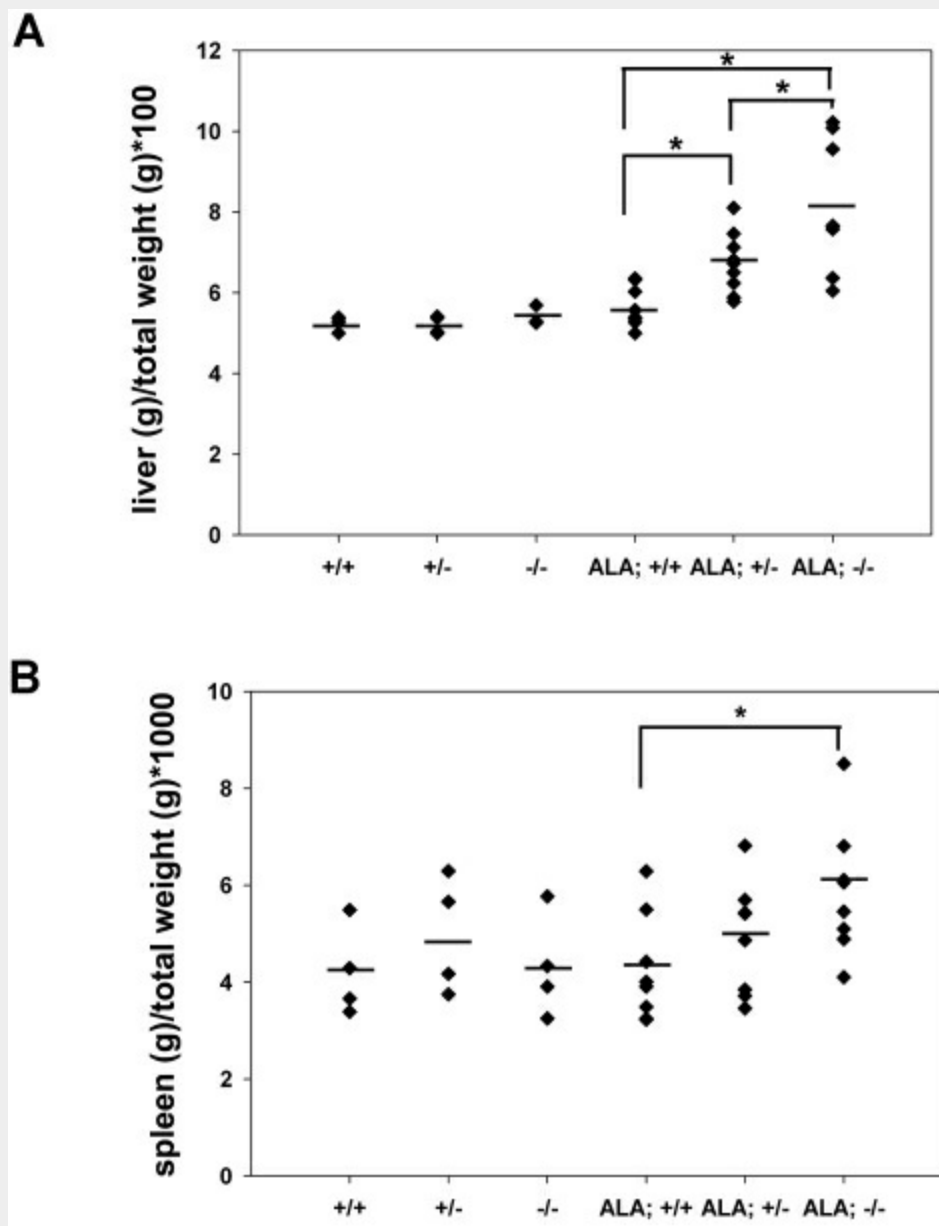 A
liver (g)/total weight (g)*100
12
10
8
6
4
2
0
*
*
*
+/+ +/- -/- ALA; +/+ ALA; +/- ALA; -/-
B
spleen (g)/total weight (g)*1000
10
8
6
4
2
0
*
+/+ +/- -/- ALA; +/+ ALA; +/- ALA; -/-